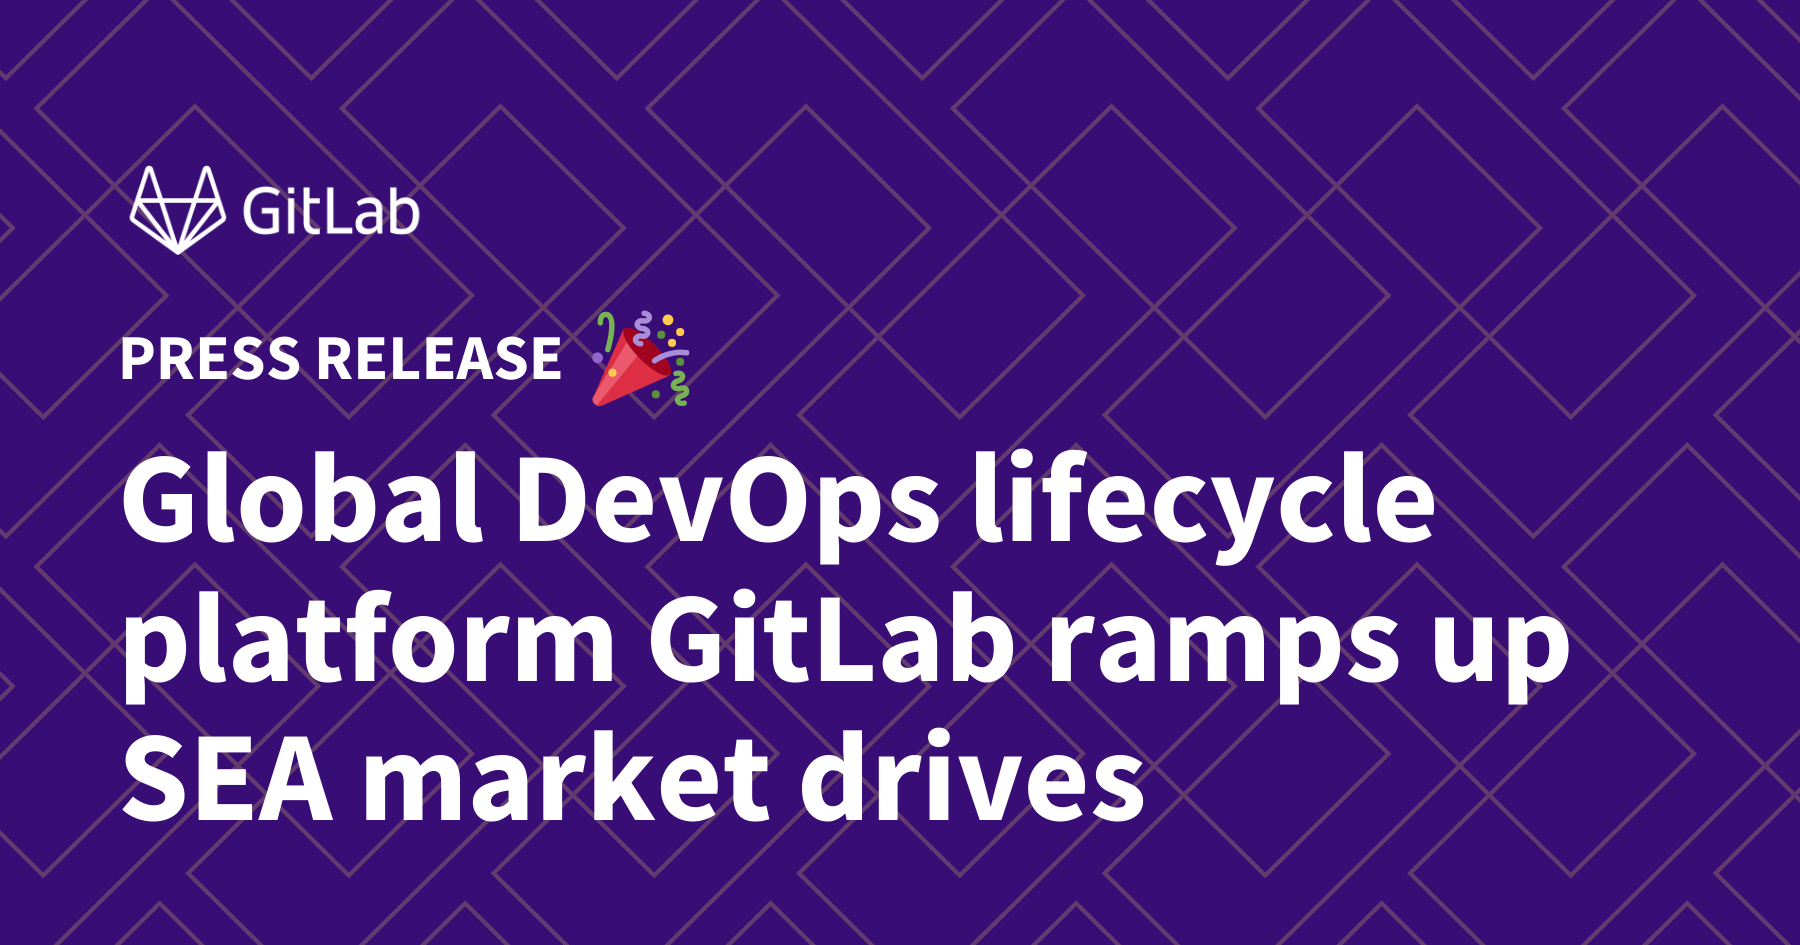 GitLab
PRESS RELEASE
Global DevOps lifecycle
platform GitLab ramps up
SEA market drives